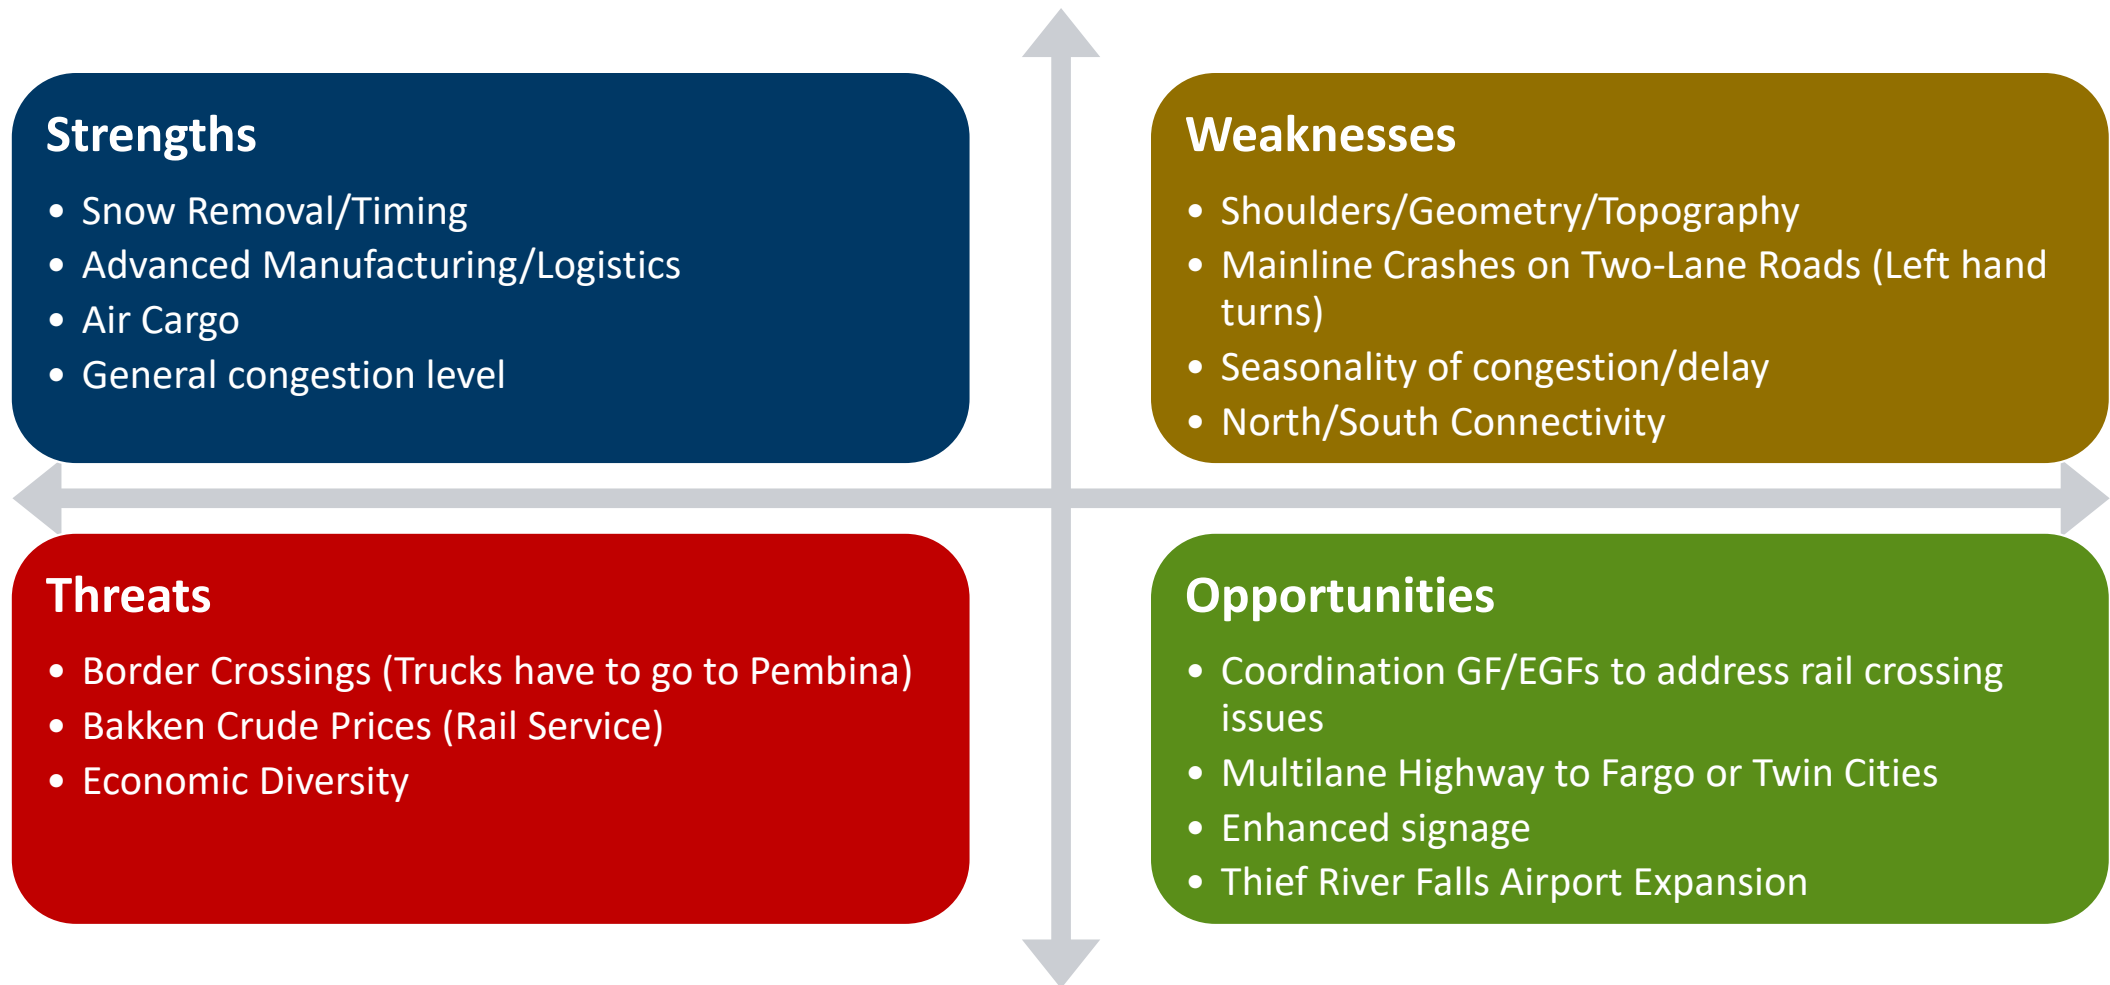 Strengths
• Snow Removal/Timing
• Advanced Manufacturing/Logistics
• Air Cargo
• General congestion level
Weaknesses
• Shoulders/Geometry/Topography
• Mainline Crashes on Two-Lane Roads (Left hand
turns)
• Seasonality of congestion/delay
• North/South Connectivity
Threats
• Border Crossings (Trucks have to go to Pembina)
• Bakken Crude Prices (Rail Service)
• Economic Diversity
Opportunities
• Coordination GF/EGFs to address rail crossing
issues
• Multilane Highway to Fargo or Twin Cities
• Enhanced signage
• Thief River Falls Airport Expansion